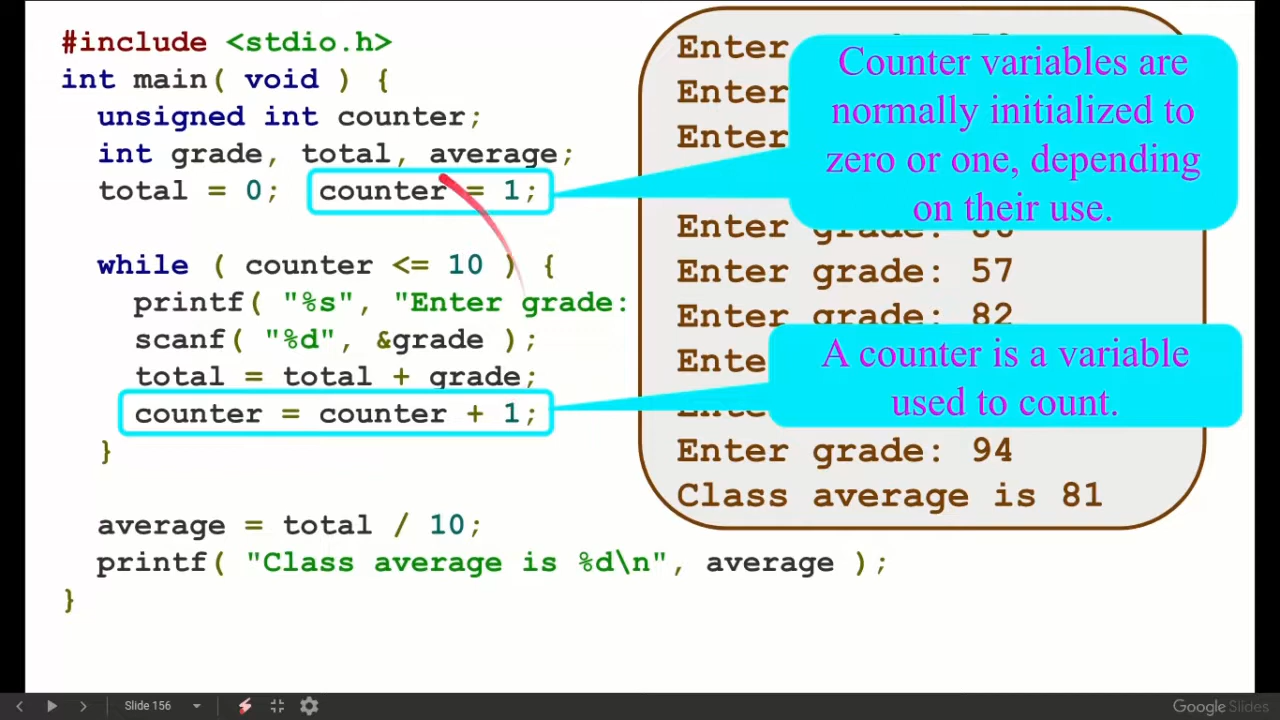 #include <stdio.h>
int main( void ) {
unsigned int counter;
int grade, total, average;
total = 0; counter = 1;
while ( counter <= 10 ) {
printf( "%s", "Enter grade:
scanf( "%d", &grade );
total = total + grade;
counter = counter + 1;
}
average = total / 10;
printf( "Class average is %d\n", average );
}
Enter
Enter
Enter
Counter variables are
normally initialized to
zero or one, depending
on their use.
Enter grade:
Enter grade: 57
Enter grade: 82
Enter
A counter is a variable
used to count.
Enter
Enter grade: 94
Class average is 81
Slide 156
Google Slides